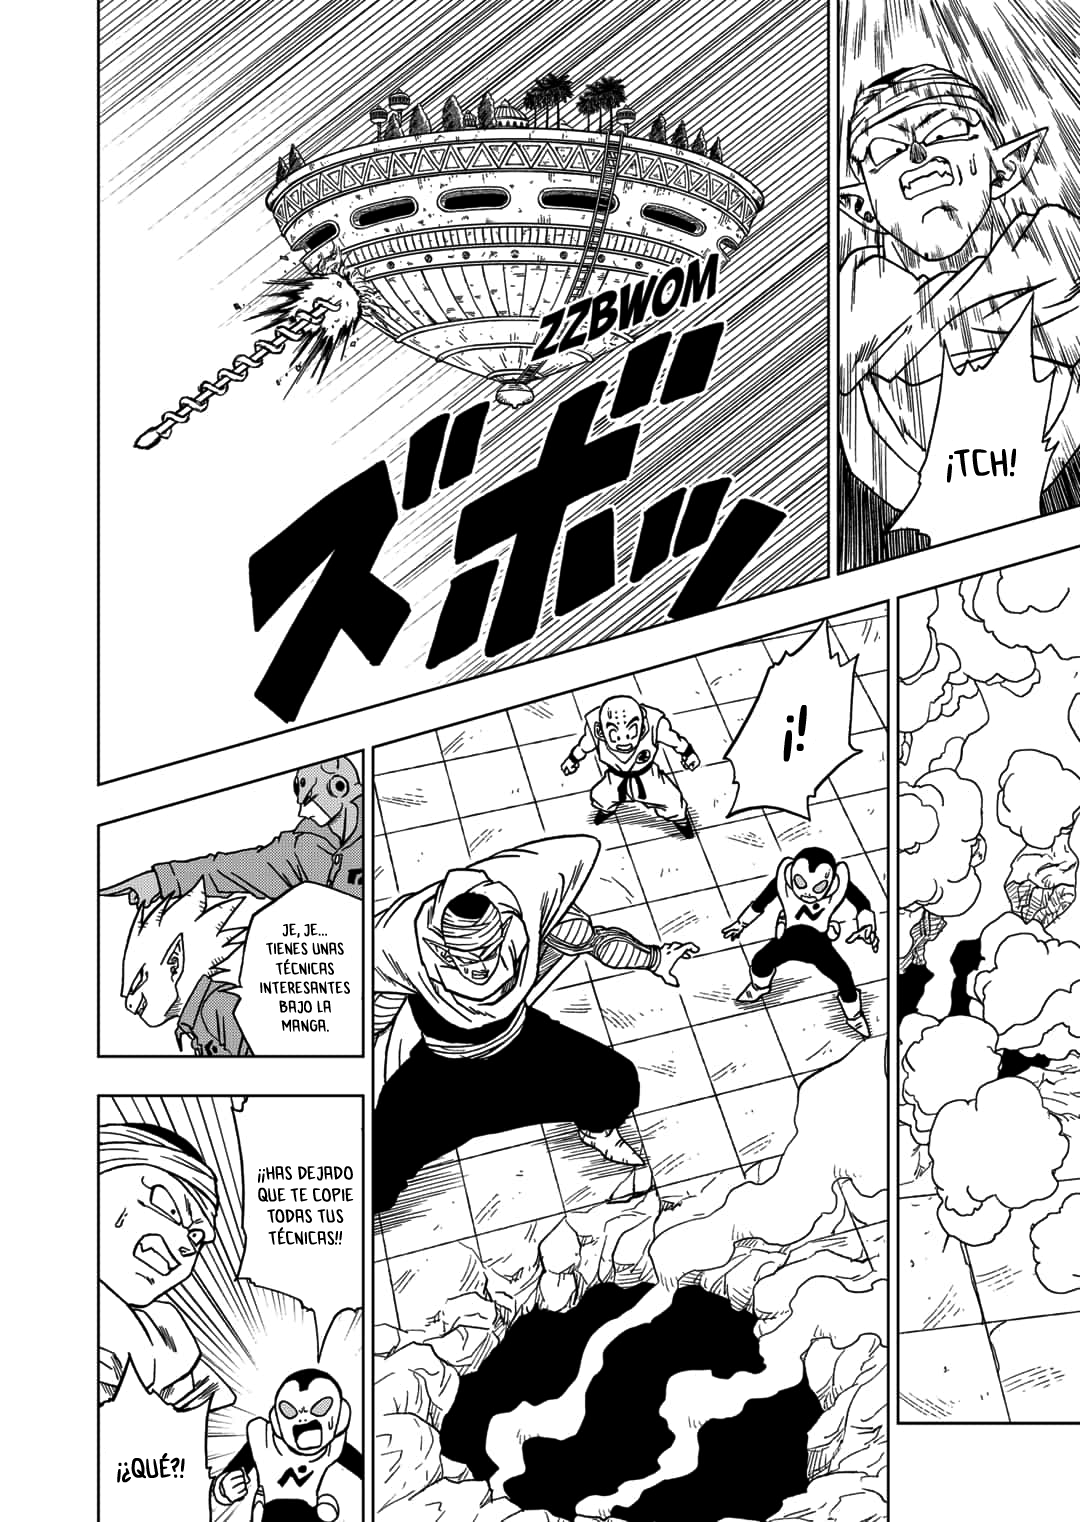 ¡TCH!
ZZBWOM
ズボッ
¡!
JE, JE...
TIENES UNAS
TÉCNICAS
INTERESANTES
BAJO LA
MANGA.
¡¡HAS DEJADO
QUE TE COPIE
TODAS TUS
TÉCNICAS!!
¡¿QUÉ?!